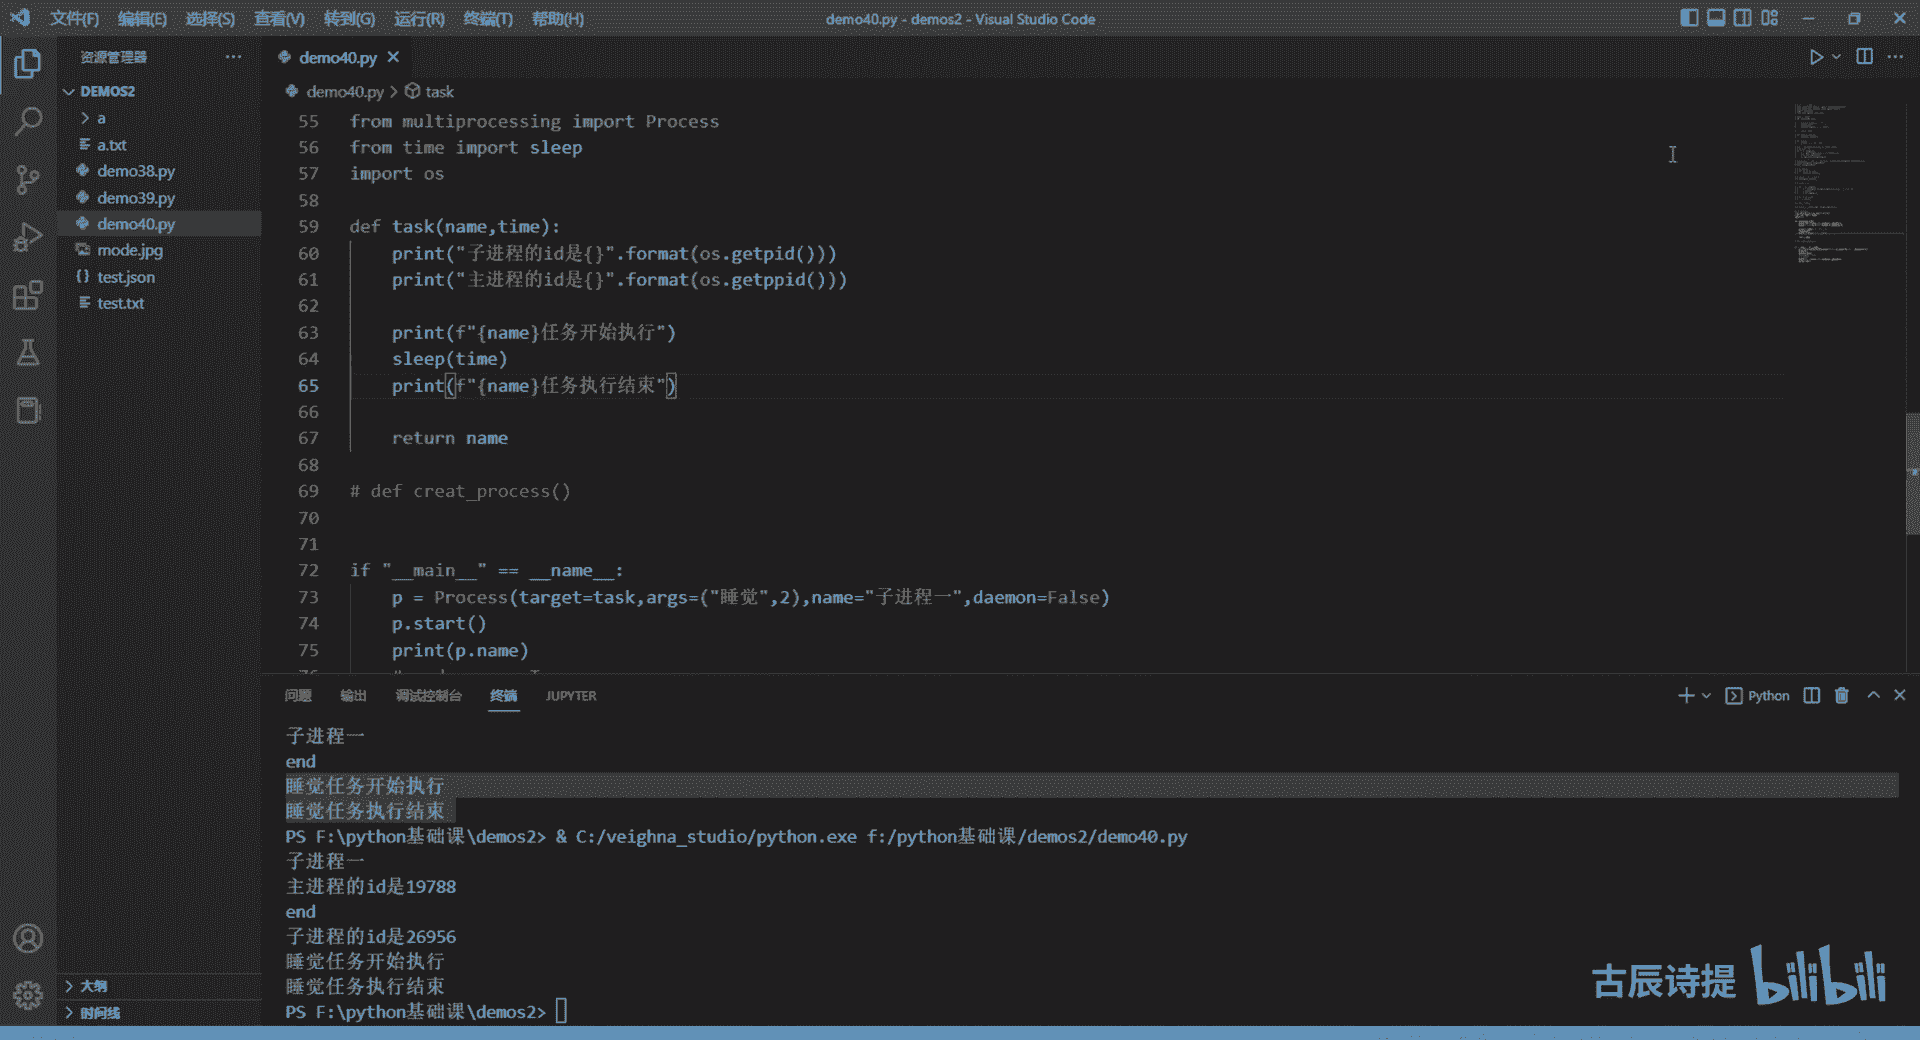 文件(F) 编辑(E) 选择(S) 查看(V) 转到(G) 运行(R) 终端(T) 帮助(H) demo40.py - demos2 - Visual Studio Code
资源管理器
DEMOS2
a
a.txt
demo38.py
demo39.py
demo40.py
mode.jpg
test.json
test.txt
大纲
时间线
demo40.py
demo40.py > task
55 from multiprocessing import Process
56 from time import sleep
57 import os
58
59 def task(name,time):
60 print("子进程的id是{}".format(os.getpid()))
61 print("主进程的id是{}".format(os.getppid()))
62
63 print(f"{name}任务开始执行")
64 sleep(time)
65 print(f"{name}任务执行结束")
66
67 return name
68
69 # def creat_process()
70
71
72 if "__main__" == __name__:
73 p = Process(target=task,args=("睡觉",2),name="子进程一",daemon=False)
74 p.start()
75 print(p.name)
问题 输出 调试控制台 终端 JUPYTER
Python
子进程一
end
睡觉任务开始执行
睡觉任务执行结束
PS F:\python基础课\demos2> & C:/veighna_studio/python.exe f:/python基础课/demos2/demo40.py
子进程一
主进程的id是19788
end
子进程的id是26956
睡觉任务开始执行
睡觉任务执行结束
PS F:\python基础课\demos2>
古辰诗提 bilibili